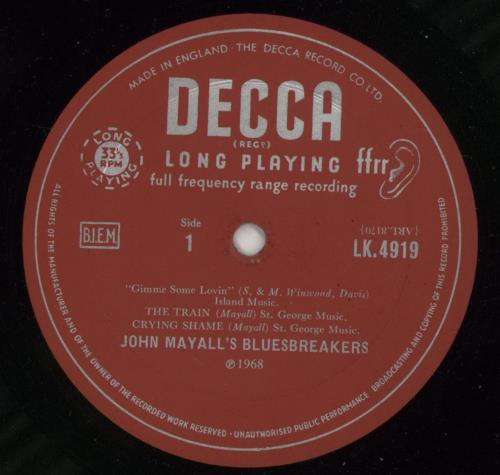 MADE IN ENGLAND · THE DECCA RECORD CO. LTD.
DECCA
(REGD)
LONG PLAYING
33⅓
RPM
LONG PLAYING
ffrr
full frequency range recording
B.I.E.M.
Side
1
(ARL.8170)
LK.4919
"Gimme Some Lovin" (S. & M. Winwood, Davis)
Island Music.
THE TRAIN (Mayall) St. George Music.
CRYING SHAME (Mayall) St. George Music.
JOHN MAYALL'S BLUESBREAKERS
℗ 1968
ALL RIGHTS OF THE MANUFACTURER AND OF THE OWNER OF THE RECORDED WORK RESERVED · UNAUTHORISED PUBLIC PERFORMANCE BROADCASTING AND COPYING OF THIS RECORD PROHIBITED